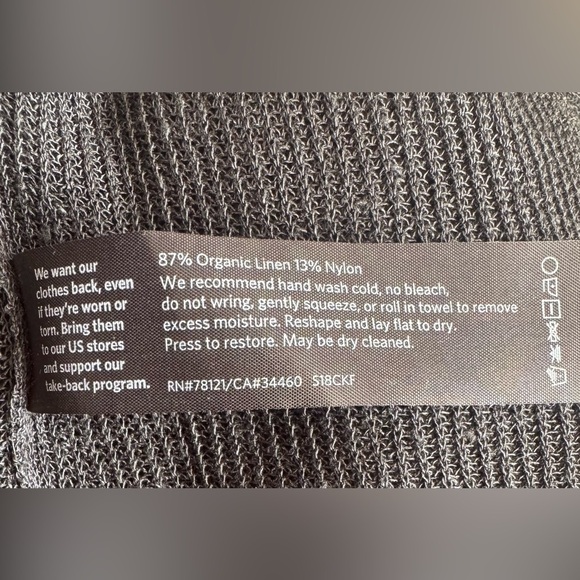 We want our
clothes back, even
if they're worn or
torn. Bring them
to our US stores
and support our
take-back program.
87% Organic Linen 13% Nylon
We recommend hand wash cold, no bleach,
do not wring, gently squeeze, or roll in towel to remove
excess moisture. Reshape and lay flat to dry.
Press to restore. May be dry cleaned.
RN#78121/CA#34460 S18CKF